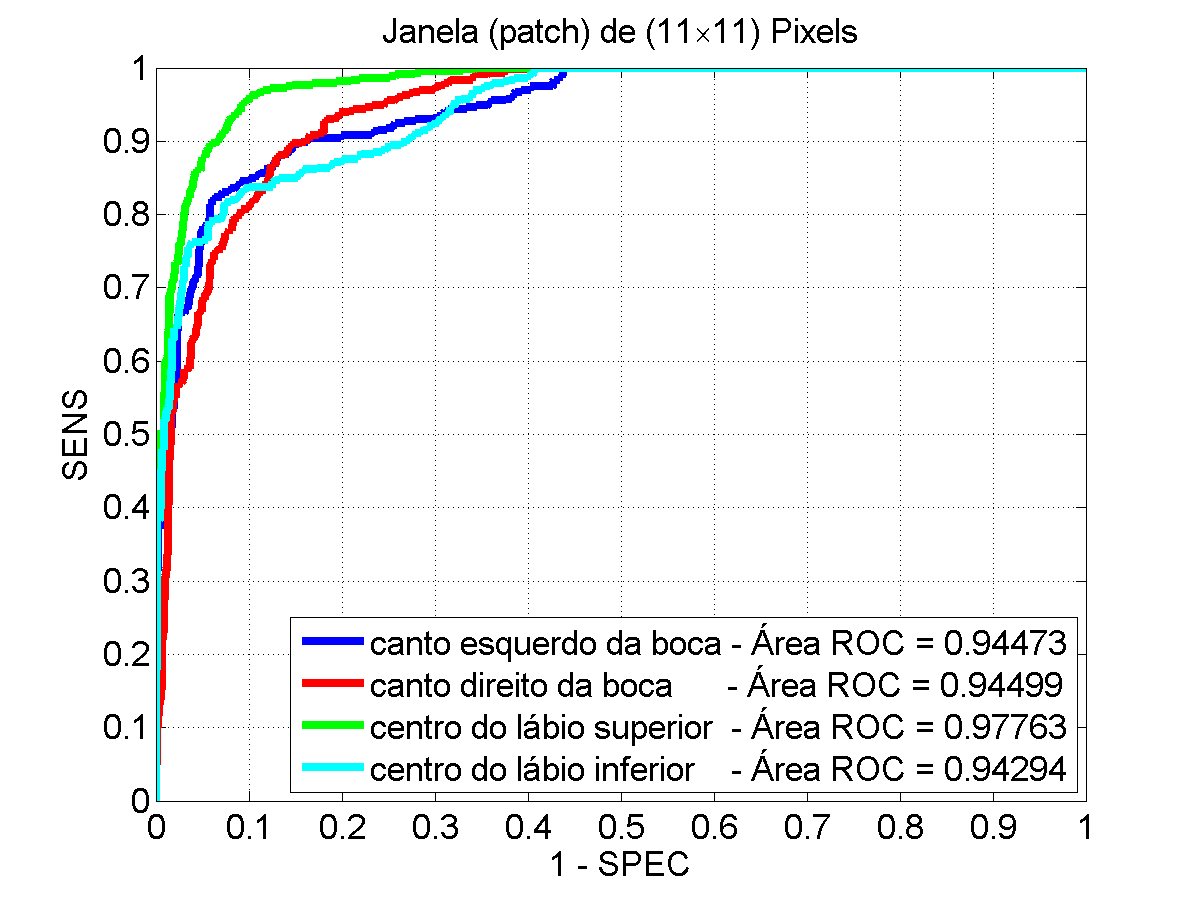 Janela (patch) de (11×11) Pixels
1
0.9
0.8
0.7
0.6
0.5
0.4
0.3
0.2
0.1
0
SENS
canto esquerdo da boca - Área ROC = 0.94473
canto direito da boca - Área ROC = 0.94499
centro do lábio superior - Área ROC = 0.97763
centro do lábio inferior - Área ROC = 0.94294
0 0.1 0.2 0.3 0.4 0.5 0.6 0.7 0.8 0.9 1
1 - SPEC